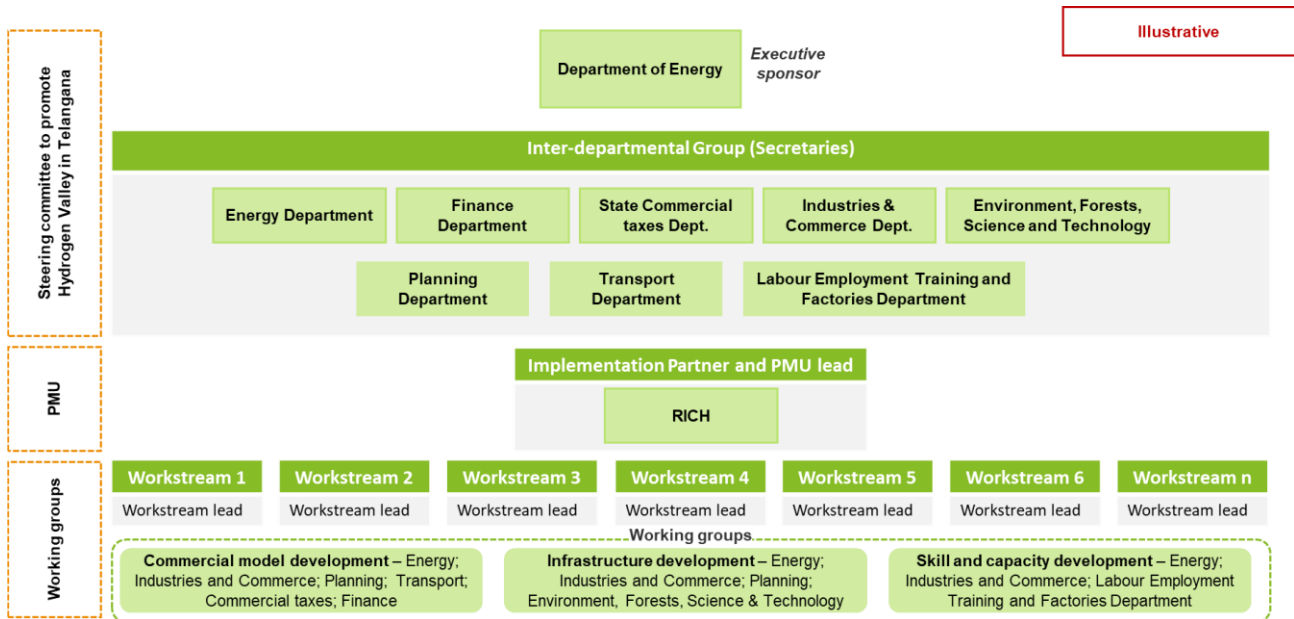 Illustrative
Steering committee to promote
Hydrogen Valley in Telangana
Department of Energy
Executive
sponsor
Inter-departmental Group (Secretaries)
Energy Department
Finance
Department
State Commercial
taxes Dept.
Industries &
Commerce Dept.
Environment, Forests,
Science and Technology
Planning
Department
Transport
Department
Labour Employment Training and
Factories Department
PMU
Implementation Partner and PMU lead
RICH
Working groups
Workstream 1
Workstream 2
Workstream 3
Workstream 4
Workstream 5
Workstream 6
Workstream n
Workstream lead
Workstream lead
Workstream lead
Workstream lead
Workstream lead
Workstream lead
Workstream lead
Working groups
Commercial model development – Energy;
Industries and Commerce; Planning; Transport;
Commercial taxes; Finance
Infrastructure development – Energy;
Industries and Commerce; Planning;
Environment, Forests, Science & Technology
Skill and capacity development – Energy;
Industries and Commerce; Labour Employment
Training and Factories Department